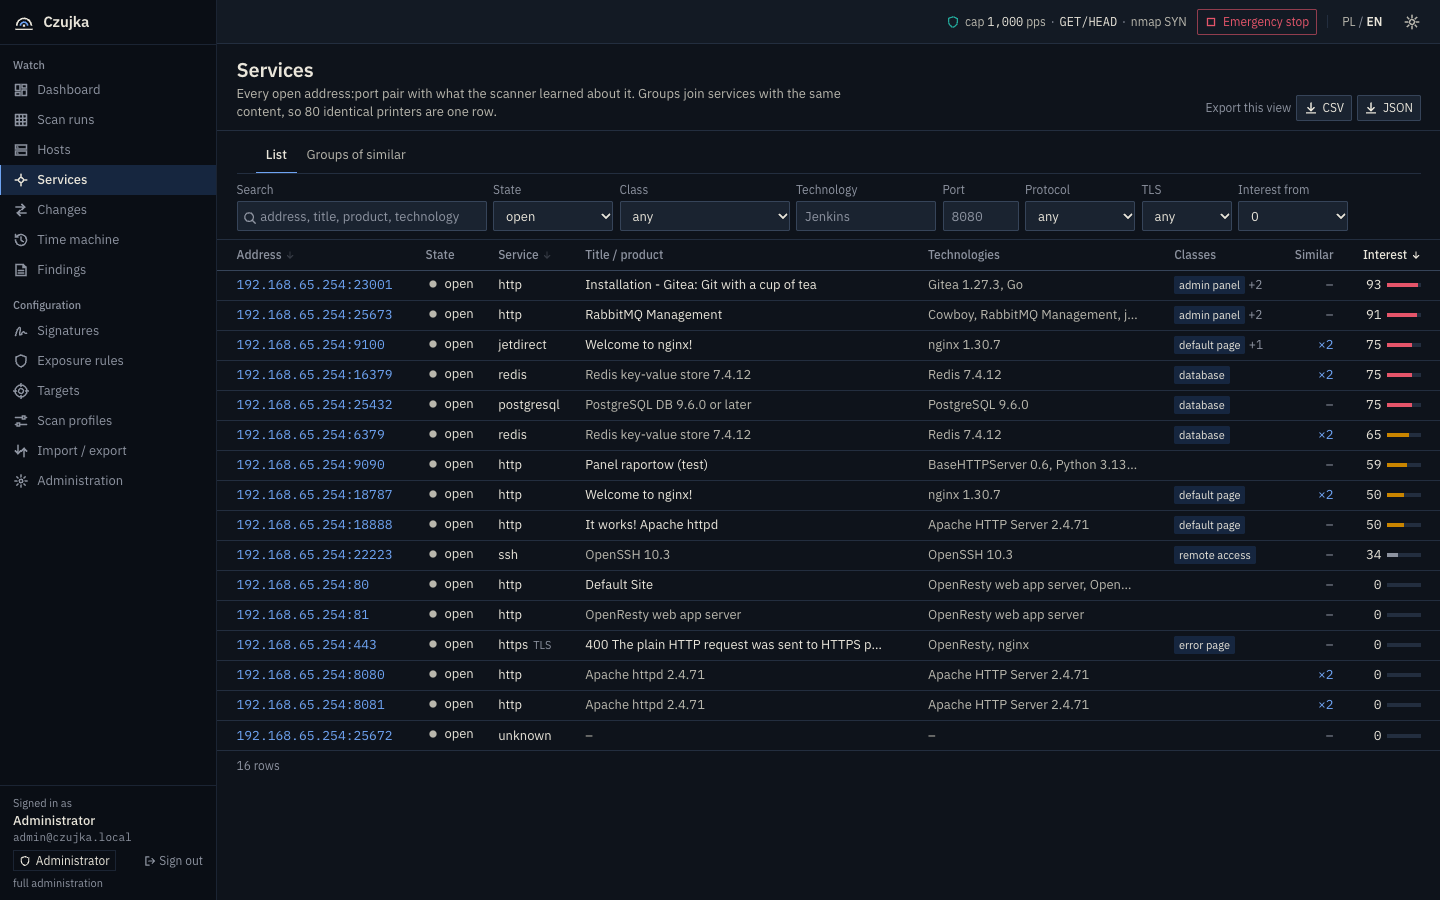 Czujka
cap 1,000 pps · GET/HEAD · nmap SYN
Emergency stop
PL / EN
Watch
Dashboard
Scan runs
Hosts
Services
Changes
Time machine
Findings
Configuration
Signatures
Exposure rules
Targets
Scan profiles
Import / export
Administration
Signed in as
Administrator
admin@czujka.local
Administrator
Sign out
full administration
Services
Every open address:port pair with what the scanner learned about it. Groups join services with the same
content, so 80 identical printers are one row.
Export this view CSV JSON
List Groups of similar
Search State Class Technology Port Protocol TLS Interest from
address, title, product, technology open any Jenkins 8080 any any 0
Address ↓ State Service ↓ Title / product Technologies Classes Similar Interest ↓
192.168.65.254:23001 open http Installation - Gitea: Git with a cup of tea Gitea 1.27.3, Go admin panel +2 – 93
192.168.65.254:25673 open http RabbitMQ Management Cowboy, RabbitMQ Management, j... admin panel +2 – 91
192.168.65.254:9100 open jetdirect Welcome to nginx! nginx 1.30.7 default page +1 ×2 75
192.168.65.254:16379 open redis Redis key-value store 7.4.12 Redis 7.4.12 database ×2 75
192.168.65.254:25432 open postgresql PostgreSQL DB 9.6.0 or later PostgreSQL 9.6.0 database – 75
192.168.65.254:6379 open redis Redis key-value store 7.4.12 Redis 7.4.12 database ×2 65
192.168.65.254:9090 open http Panel raportow (test) BaseHTTPServer 0.6, Python 3.13... – 59
192.168.65.254:18787 open http Welcome to nginx! nginx 1.30.7 default page ×2 50
192.168.65.254:18888 open http It works! Apache httpd Apache HTTP Server 2.4.71 default page – 50
192.168.65.254:22223 open ssh OpenSSH 10.3 OpenSSH 10.3 remote access – 34
192.168.65.254:80 open http Default Site OpenResty web app server, Open... – 0
192.168.65.254:81 open http OpenResty web app server OpenResty web app server – 0
192.168.65.254:443 open https TLS 400 The plain HTTP request was sent to HTTPS p... OpenResty, nginx error page – 0
192.168.65.254:8080 open http Apache httpd 2.4.71 Apache HTTP Server 2.4.71 ×2 0
192.168.65.254:8081 open http Apache httpd 2.4.71 Apache HTTP Server 2.4.71 ×2 0
192.168.65.254:25672 open unknown – – – 0
16 rows